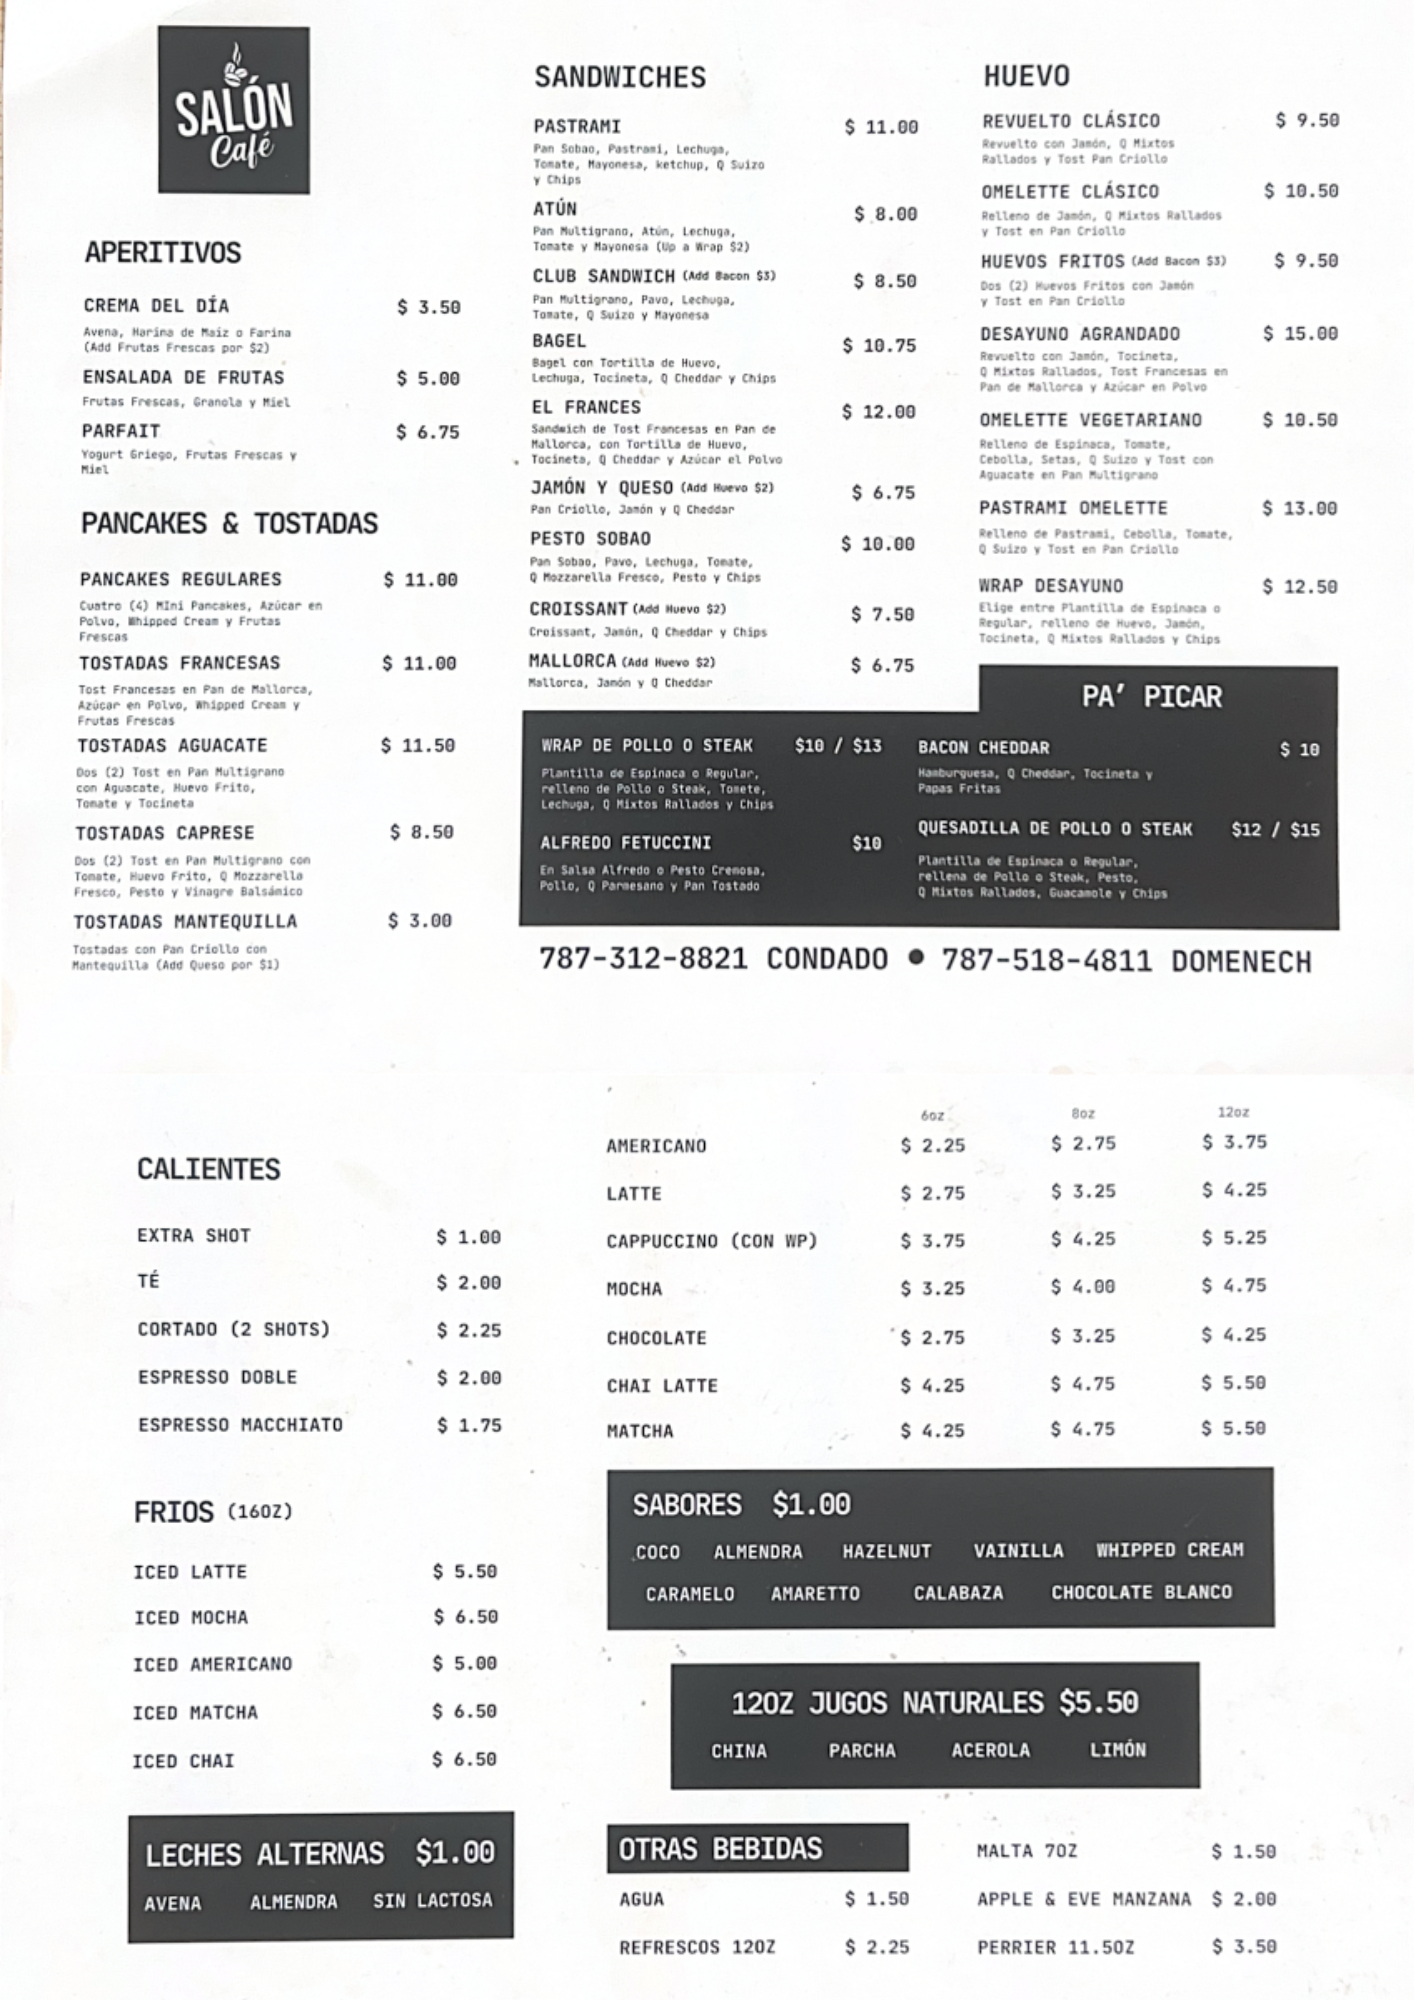 SALÓN
Café
APERITIVOS
CREMA DEL DÍA $ 3.50
Avena, Harina de Maiz o Farina
(Add Frutas Frescas por $2)
ENSALADA DE FRUTAS $ 5.00
Frutas Frescas, Granola y Miel
PARFAIT $ 6.75
Yogurt Griego, Frutas Frescas y
Miel
PANCAKES & TOSTADAS
PANCAKES REGULARES $ 11.00
Cuatro (4) MIni Pancakes, Azúcar en
Polvo, Whipped Cream y Frutas
Frescas
TOSTADAS FRANCESAS $ 11.00
Tost Francesas en Pan de Mallorca,
Azúcar en Polvo, Whipped Cream y
Frutas Frescas
TOSTADAS AGUACATE $ 11.50
Dos (2) Tost en Pan Multigrano
con Aguacate, Huevo Frito,
Tomate y Tocineta
TOSTADAS CAPRESE $ 8.50
Dos (2) Tost en Pan Multigrano con
Tomate, Huevo Frito, Q Mozzarella
Fresco, Pesto y Vinagre Balsámico
TOSTADAS MANTEQUILLA $ 3.00
Tostadas con Pan Criollo con
Mantequilla (Add Queso por $1)
SANDWICHES
PASTRAMI $ 11.00
Pan Sobao, Pastrami, Lechuga,
Tomate, Mayonesa, ketchup, Q Suizo
y Chips
ATÚN $ 8.00
Pan Multigrano, Atún, Lechuga,
Tomate y Mayonesa (Up a Wrap $2)
CLUB SANDWICH (Add Bacon $3) $ 8.50
Pan Multigrano, Pavo, Lechuga,
Tomate, Q Suizo y Mayonesa
BAGEL $ 10.75
Bagel con Tortilla de Huevo,
Lechuga, Tocineta, Q Cheddar y Chips
EL FRANCES $ 12.00
Sandwich de Tost Francesas en Pan de
Mallorca, con Tortilla de Huevo,
Tocineta, Q Cheddar y Azúcar el Polvo
JAMÓN Y QUESO (Add Huevo $2) $ 6.75
Pan Criollo, Jamón y Q Cheddar
PESTO SOBAO $ 10.00
Pan Sobao, Pavo, Lechuga, Tomate,
Q Mozzarella Fresco, Pesto y Chips
CROISSANT (Add Huevo $2) $ 7.50
Croissant, Jamón, Q Cheddar y Chips
MALLORCA (Add Huevo $2) $ 6.75
Mallorca, Jamón y Q Cheddar
HUEVO
REVUELTO CLÁSICO $ 9.50
Revuelto con Jamón, Q Mixtos
Rallados y Tost Pan Criollo
OMELETTE CLÁSICO $ 10.50
Relleno de Jamón, Q Mixtos Rallados
y Tost en Pan Criollo
HUEVOS FRITOS (Add Bacon $3) $ 9.50
Dos (2) Huevos Fritos con Jamón
y Tost en Pan Criollo
DESAYUNO AGRANDADO $ 15.00
Revuelto con Jamón, Tocineta,
Q Mixtos Rallados, Tost Francesas en
Pan de Mallorca y Azúcar en Polvo
OMELETTE VEGETARIANO $ 10.50
Relleno de Espinaca, Tomate,
Cebolla, Setas, Q Suizo y Tost con
Aguacate en Pan Multigrano
PASTRAMI OMELETTE $ 13.00
Relleno de Pastrami, Cebolla, Tomate,
Q Suizo y Tost en Pan Criollo
WRAP DESAYUNO $ 12.50
Elige entre Plantilla de Espinaca o
Regular, relleno de Huevo, Jamón,
Tocineta, Q Mixtos Rallados y Chips
PA' PICAR
WRAP DE POLLO O STEAK $10 / $13
Plantilla de Espinaca o Regular,
relleno de Pollo o Steak, Tomete,
Lechuga, Q Mixtos Rallados y Chips
ALFREDO FETUCCINI $10
En Salsa Alfredo o Pesto Cremosa,
Pollo, Q Parmesano y Pan Tostado
BACON CHEDDAR $ 10
Hamburguesa, Q Cheddar, Tocineta y
Papas Fritas
QUESADILLA DE POLLO O STEAK $12 / $15
Plantilla de Espinaca o Regular,
rellena de Pollo o Steak, Pesto,
Q Mixtos Rallados, Guacamole y Chips
787-312-8821 CONDADO ● 787-518-4811 DOMENECH
CALIENTES
EXTRA SHOT $ 1.00
TÉ $ 2.00
CORTADO (2 SHOTS) $ 2.25
ESPRESSO DOBLE $ 2.00
ESPRESSO MACCHIATO $ 1.75
FRIOS (16OZ)
ICED LATTE $ 5.50
ICED MOCHA $ 6.50
ICED AMERICANO $ 5.00
ICED MATCHA $ 6.50
ICED CHAI $ 6.50
LECHES ALTERNAS $1.00
AVENA ALMENDRA SIN LACTOSA
6oz 8oz 12oz
AMERICANO $ 2.25 $ 2.75 $ 3.75
LATTE $ 2.75 $ 3.25 $ 4.25
CAPPUCCINO (CON WP) $ 3.75 $ 4.25 $ 5.25
MOCHA $ 3.25 $ 4.00 $ 4.75
CHOCOLATE $ 2.75 $ 3.25 $ 4.25
CHAI LATTE $ 4.25 $ 4.75 $ 5.50
MATCHA $ 4.25 $ 4.75 $ 5.50
SABORES $1.00
COCO ALMENDRA HAZELNUT VAINILLA WHIPPED CREAM
CARAMELO AMARETTO CALABAZA CHOCOLATE BLANCO
12OZ JUGOS NATURALES $5.50
CHINA PARCHA ACEROLA LIMÓN
OTRAS BEBIDAS
AGUA $ 1.50
REFRESCOS 12OZ $ 2.25
MALTA 7OZ $ 1.50
APPLE & EVE MANZANA $ 2.00
PERRIER 11.5OZ $ 3.50